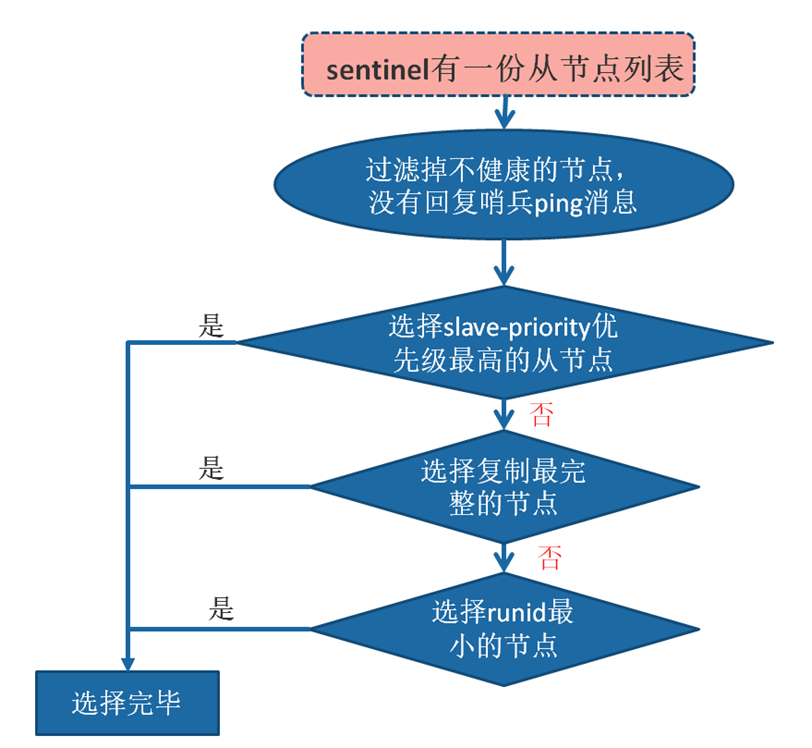 sentinel有一份从节点列表
过滤掉不健康的节点，
没有回复哨兵ping消息
是
选择slave-priority优
先级最高的从节点
否
是
选择复制最完
整的节点
否
是
选择runid最
小的节点
选择完毕